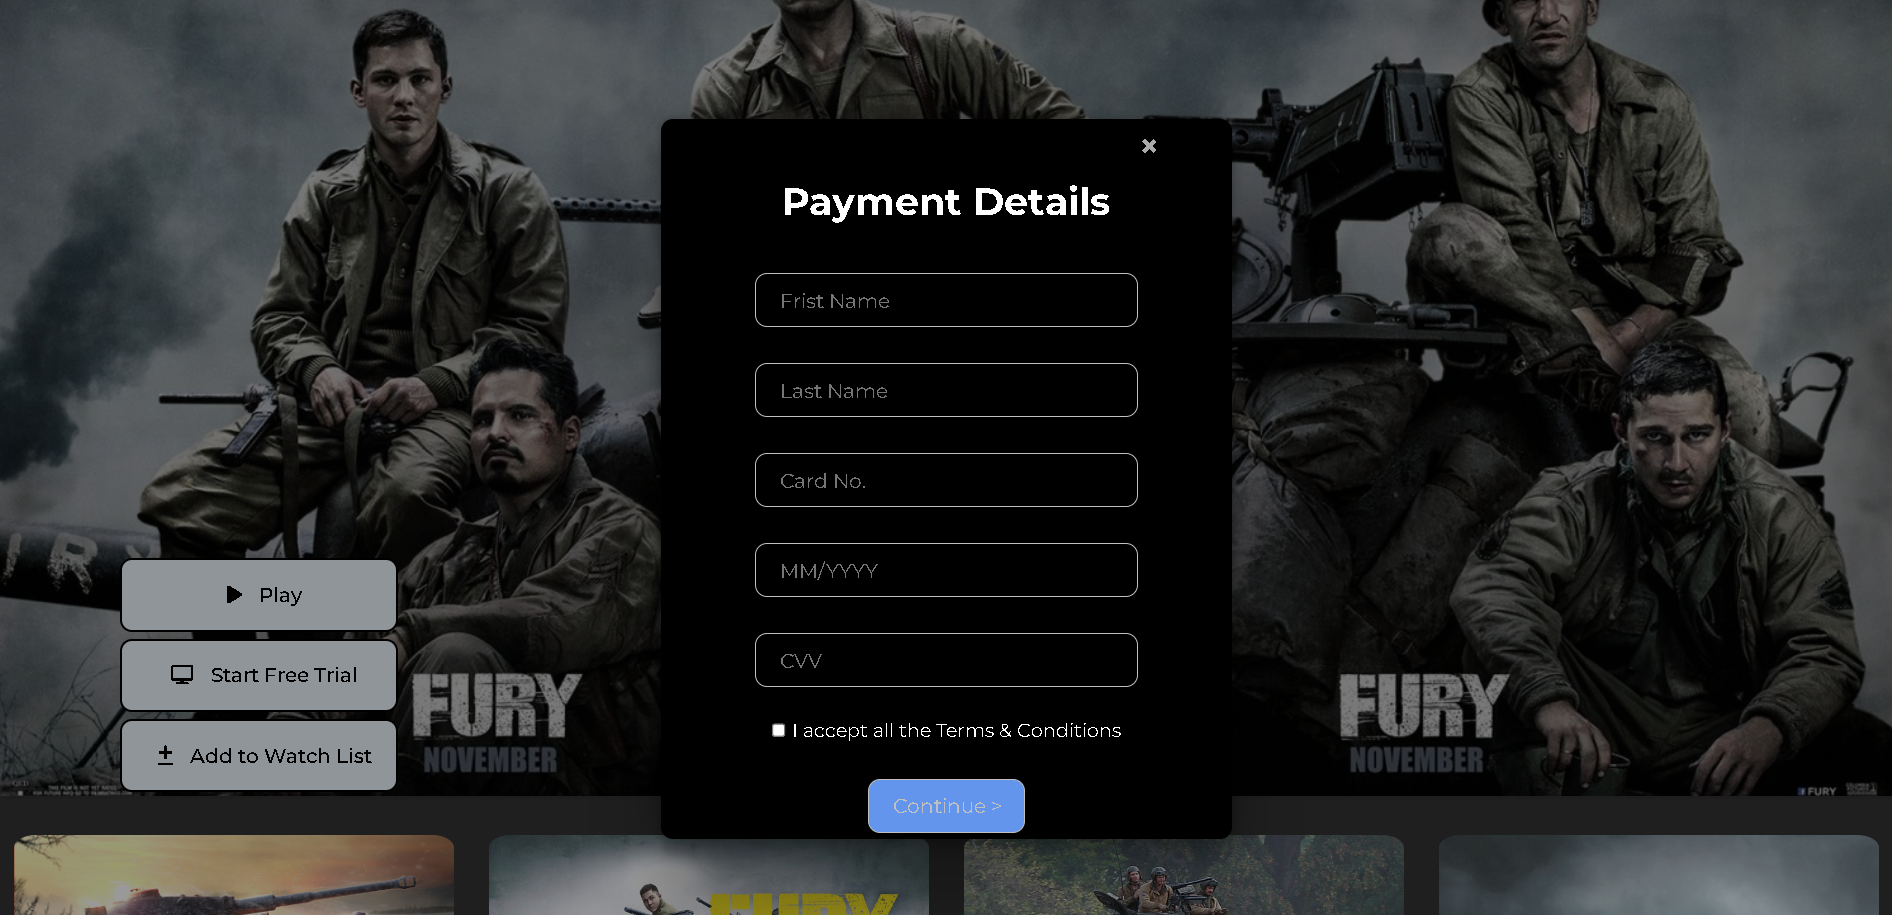 ✖
Payment Details
Frist Name
Last Name
Card No.
MM/YYYY
CVV
I accept all the Terms & Conditions
Continue >
Play
Start Free Trial
Add to Watch List
FURY
NOVEMBER
FURY
NOVEMBER
FURY
FURY